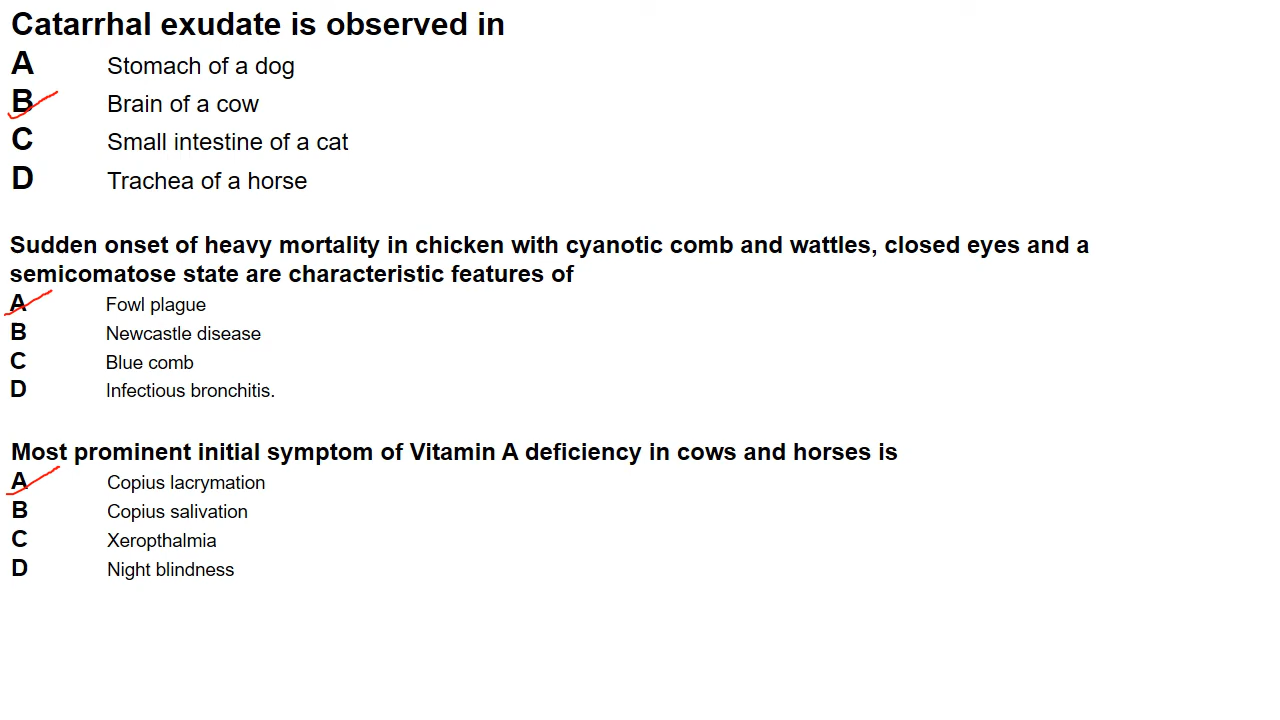 Catarrhal exudate is observed in
A Stomach of a dog
B Brain of a cow
C Small intestine of a cat
D Trachea of a horse
Sudden onset of heavy mortality in chicken with cyanotic comb and wattles, closed eyes and a
semicomatose state are characteristic features of
A Fowl plague
B Newcastle disease
C Blue comb
D Infectious bronchitis.
Most prominent initial symptom of Vitamin A deficiency in cows and horses is
A Copius lacrymation
B Copius salivation
C Xeropthalmia
D Night blindness